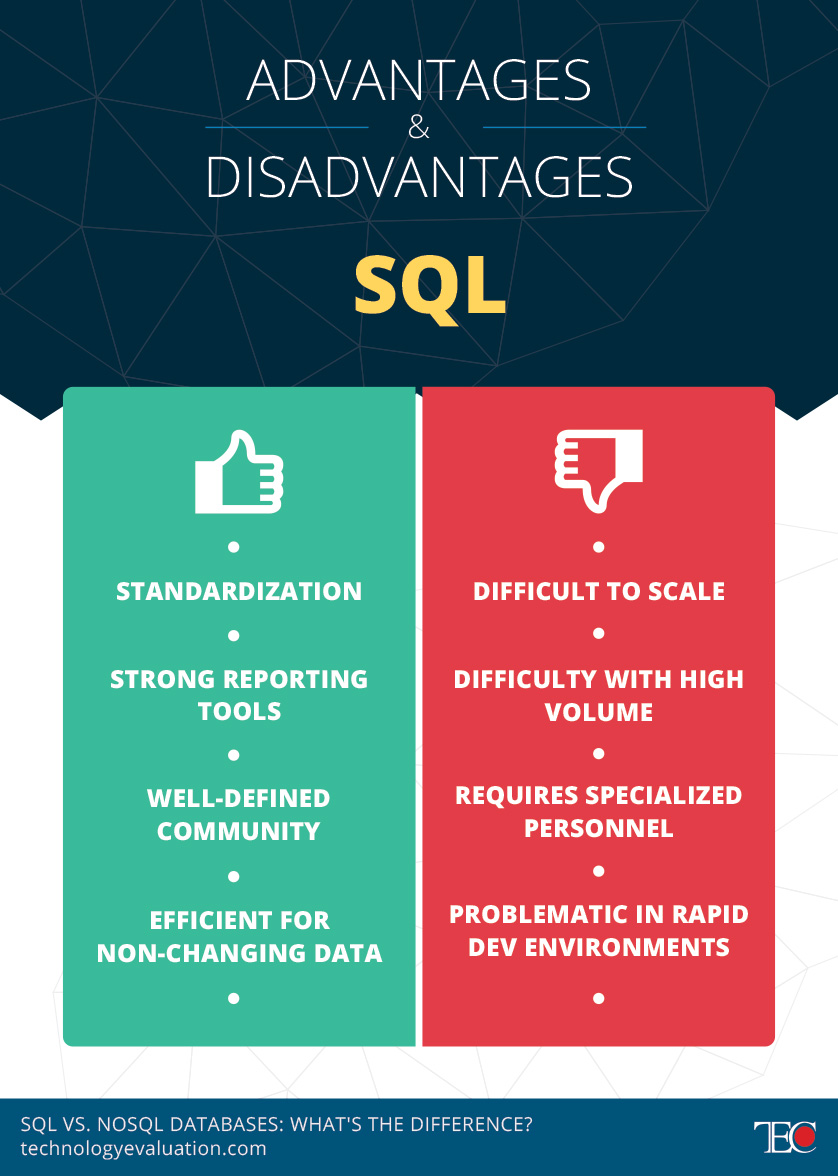 ADVANTAGES
&
DISADVANTAGES
SQL
STANDARDIZATION
STRONG REPORTING
TOOLS
WELL-DEFINED
COMMUNITY
EFFICIENT FOR
NON-CHANGING DATA
DIFFICULT TO SCALE
DIFFICULTY WITH HIGH
VOLUME
REQUIRES SPECIALIZED
PERSONNEL
PROBLEMATIC IN RAPID
DEV ENVIRONMENTS
SQL VS. NOSQL DATABASES: WHAT'S THE DIFFERENCE?
technologyevaluation.com
TEC